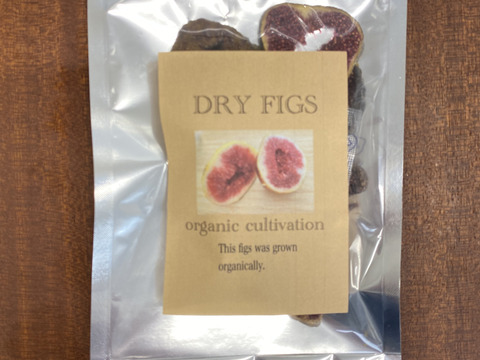 DRY FIGS
organic cultivation
This figs was grown
organically.